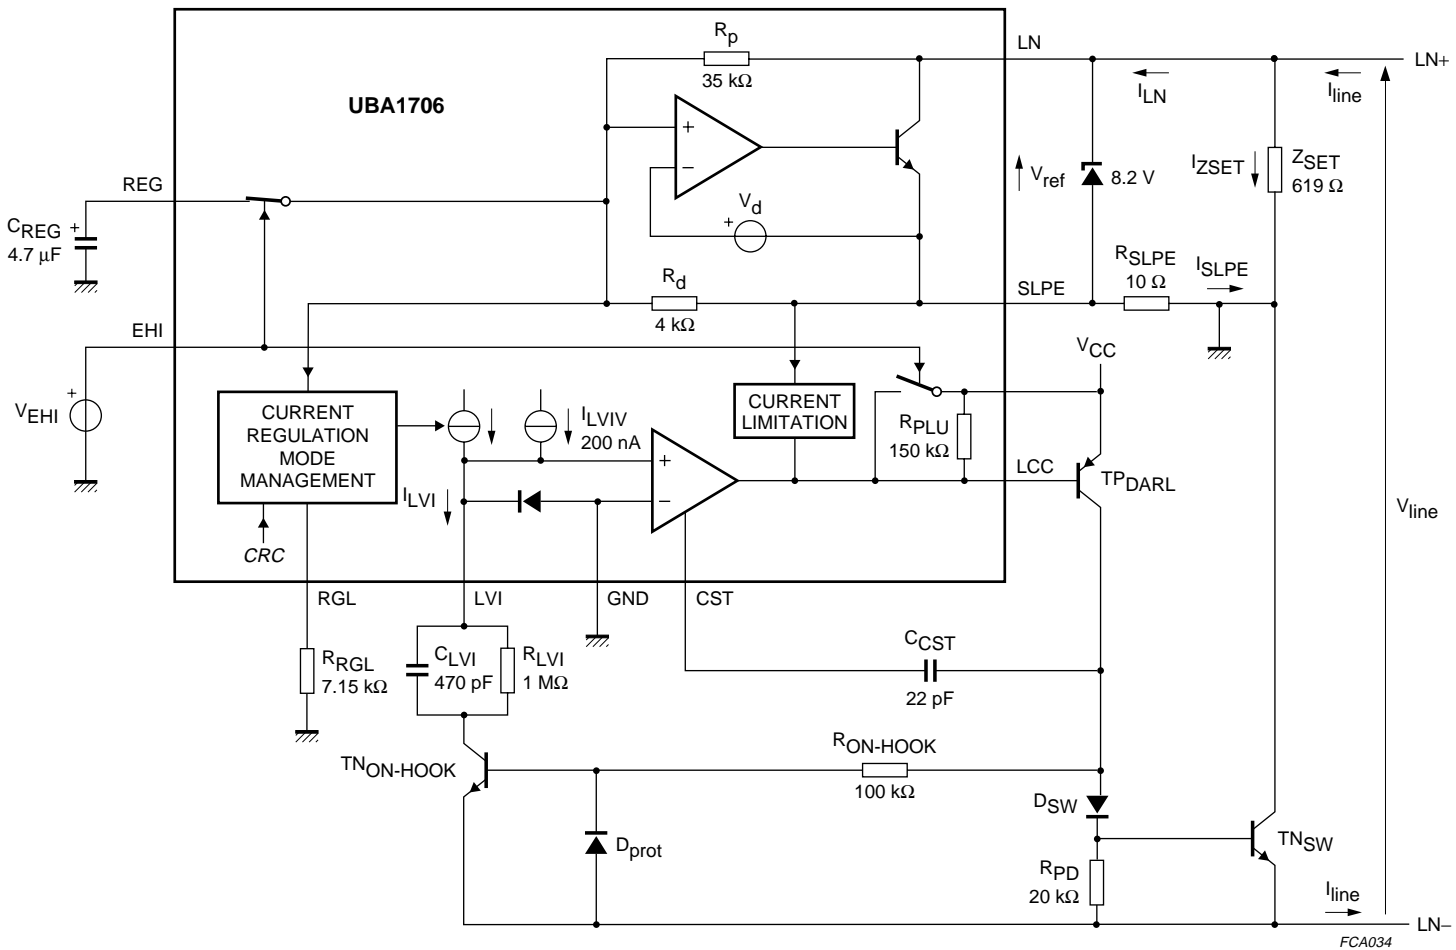 UBA1706
Rp
35 kΩ
LN
LN+
ILN
Iline
REG
CREG
+
4.7 μF
+
−
Vd
+
Vref
8.2 V
IZSET
ZSET
619 Ω
Rd
4 kΩ
SLPE
RSLPE
10 Ω
ISLPE
EHI
VEHI
+
VCC
CURRENT
REGULATION
MODE
MANAGEMENT
ILVIV
200 nA
CURRENT
LIMITATION
RPLU
150 kΩ
+
−
LCC
TPDARL
ILVI
Vline
CRC
RGL
LVI
GND
CST
RRGL
7.15 kΩ
CLVI
470 pF
RLVI
1 MΩ
CCST
22 pF
TNON-HOOK
RON-HOOK
100 kΩ
DSW
TNSW
Dprot
RPD
20 kΩ
Iline
LN−
FCA034